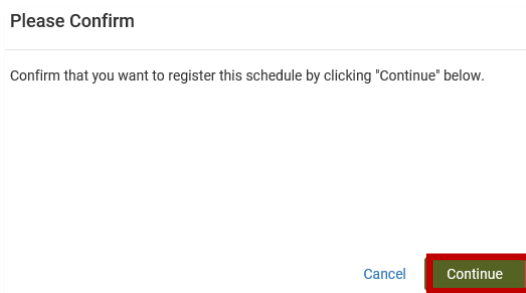 Please Confirm
Confirm that you want to register this schedule by clicking "Continue" below.
Cancel Continue